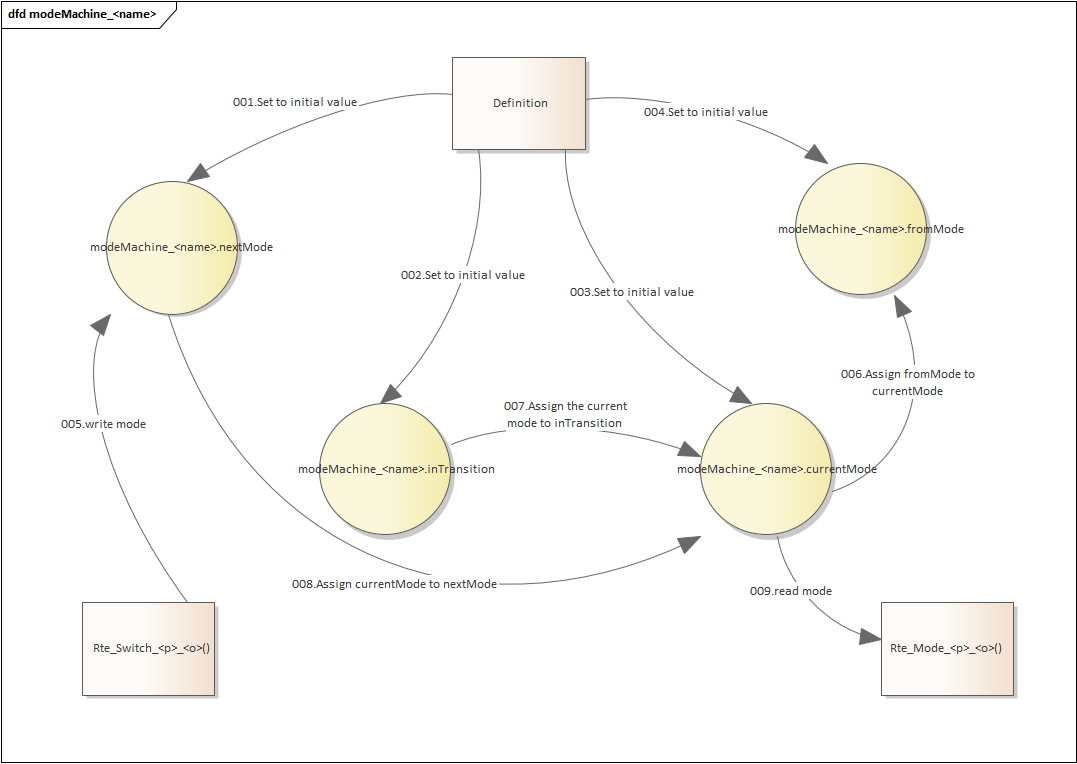 dfd modeMachine_<name>
Definition
001.Set to initial value
004.Set to initial value
modeMachine_<name>.nextMode
modeMachine_<name>.fromMode
002.Set to initial value
003.Set to initial value
006.Assign fromMode to
currentMode
007.Assign the current
mode to inTransition
005.write mode
modeMachine_<name>.inTransition
modeMachine_<name>.currentMode
008.Assign currentMode to nextMode
009.read mode
Rte_Switch_<p>_<o>()
Rte_Mode_<p>_<o>()